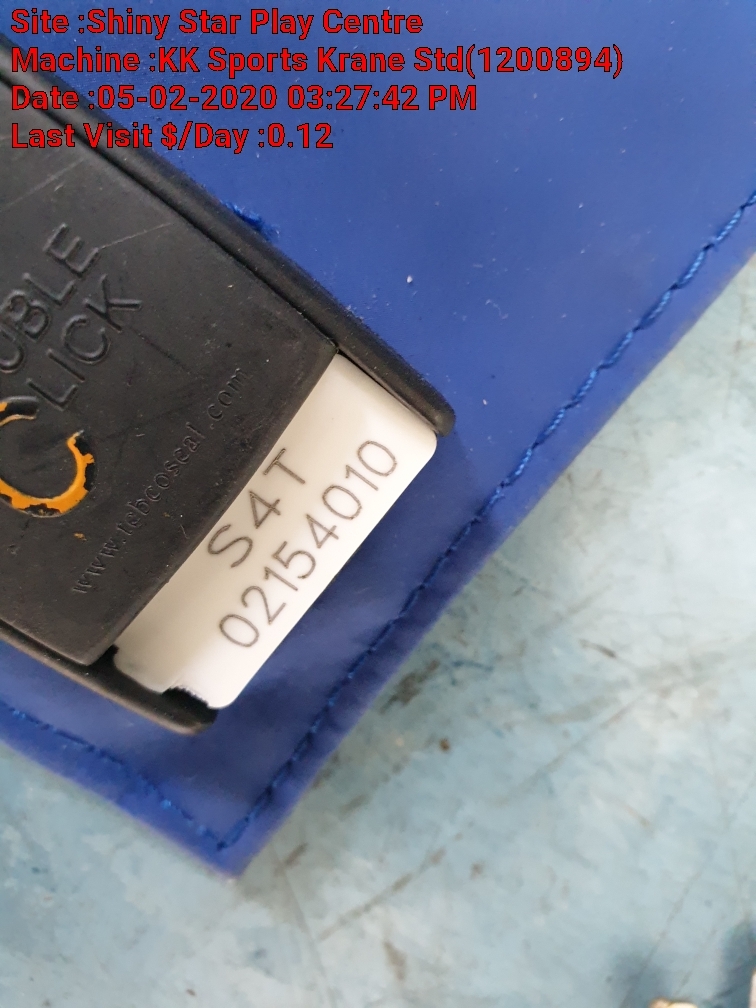 Site :Shiny Star Play Centre
Machine :KK Sports Krane Std(1200894)
Date :05-02-2020 03:27:42 PM
Last Visit $/Day :0.12
UBLE
LICK
www.tebcoseal.com
S4T
02154010